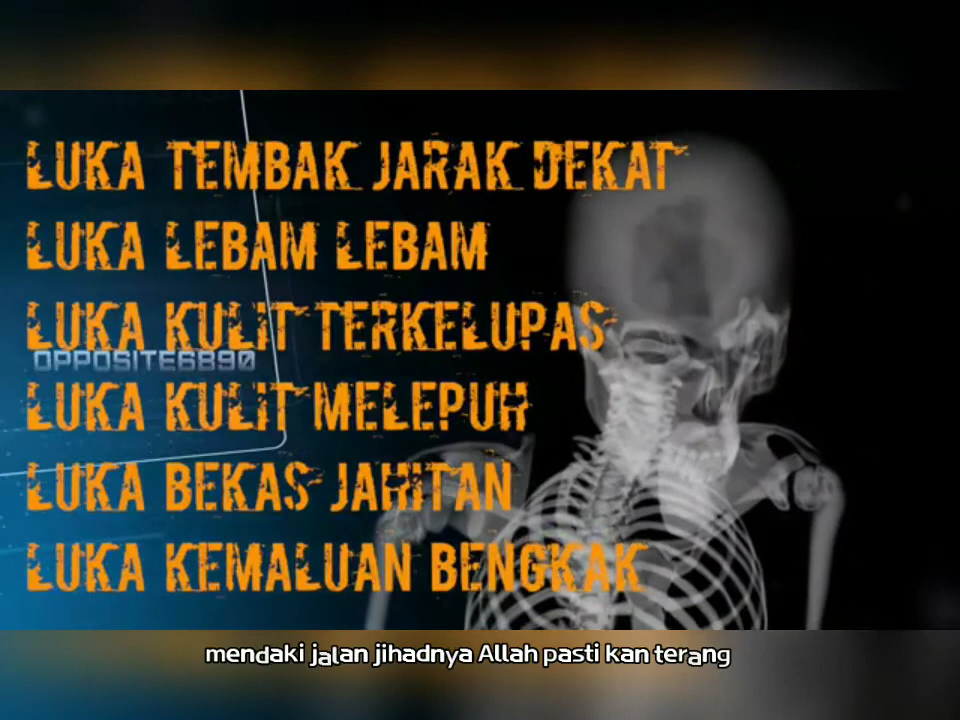 LUKA TEMBAK JARAK DEKAT
LUKA LEBAM LEBAM
LUKA KULIT TERKELUPAS
OPPOSITE6890
LUKA KULIT MELEPUH
LUKA BEKAS JAHITAN
LUKA KEMALUAN BENGKAK
mendaki jalan jihadnya Allah pasti kan terang